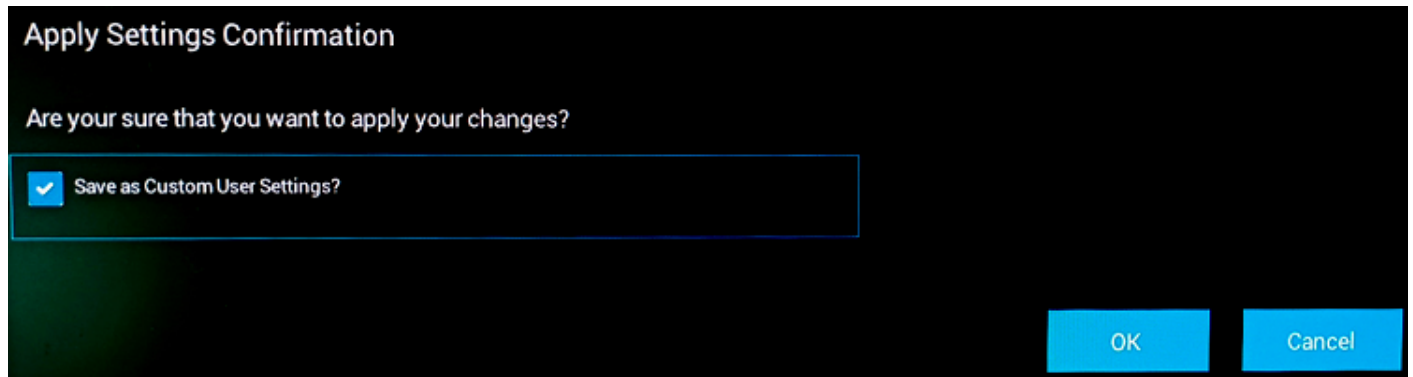 Apply Settings Confirmation
Are your sure that you want to apply your changes?
Save as Custom User Settings?
OK
Cancel